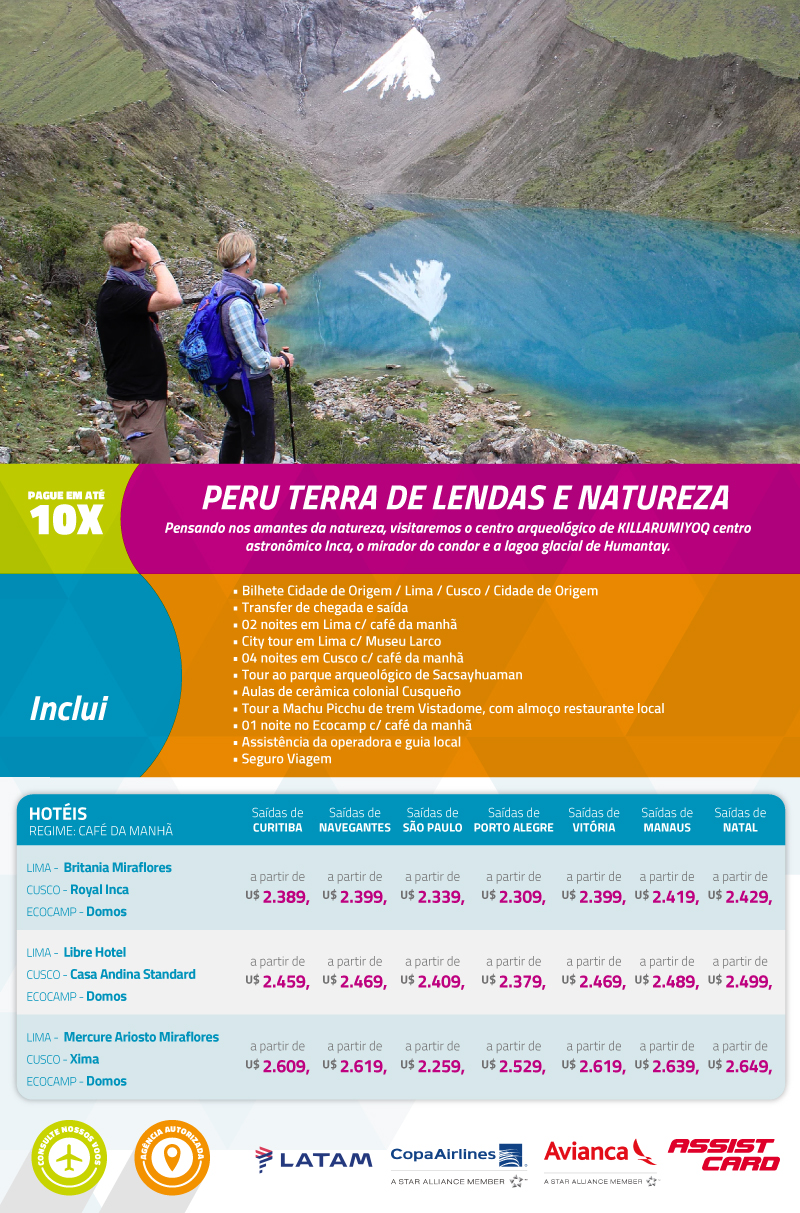 PAGUE EM ATÉ
10X
PERU TERRA DE LENDAS E NATUREZA
Pensando nos amantes da natureza, visitaremos o centro arqueológico de KILLARUMIYOQ centro
astronômico Inca, o mirador do condor e a lagoa glacial de Humantay.
Inclui
• Bilhete Cidade de Origem / Lima / Cusco / Cidade de Origem
• Transfer de chegada e saída
• 02 noites em Lima c/ café da manhã
• City tour em Lima c/ Museu Larco
• 04 noites em Cusco c/ café da manhã
• Tour ao parque arqueológico de Sacsayhuaman
• Aulas de cerâmica colonial Cusqueño
• Tour a Machu Picchu de trem Vistadome, com almoço restaurante local
• 01 noite no Ecocamp c/ café da manhã
• Assistência da operadora e guia local
• Seguro Viagem
HOTÉIS
REGIME: CAFÉ DA MANHÃ
Saídas de Saídas de Saídas de Saídas de Saídas de Saídas de Saídas de
CURITIBA NAVEGANTES SÃO PAULO PORTO ALEGRE VITÓRIA MANAUS NATAL
LIMA - Britania Miraflores
CUSCO - Royal Inca
ECOCAMP - Domos
a partir de a partir de a partir de a partir de a partir de a partir de a partir de
U$ 2.389, U$ 2.399, U$ 2.339, U$ 2.309, U$ 2.399, U$ 2.419, U$ 2.429,
LIMA - Libre Hotel
CUSCO - Casa Andina Standard
ECOCAMP - Domos
a partir de a partir de a partir de a partir de a partir de a partir de a partir de
U$ 2.459, U$ 2.469, U$ 2.409, U$ 2.379, U$ 2.469, U$ 2.489, U$ 2.499,
LIMA - Mercure Ariosto Miraflores
CUSCO - Xima
ECOCAMP - Domos
a partir de a partir de a partir de a partir de a partir de a partir de a partir de
U$ 2.609, U$ 2.619, U$ 2.259, U$ 2.529, U$ 2.619, U$ 2.639, U$ 2.649,
CONSULTE NOSSOS VOOS
AGÊNCIA AUTORIZADA
LATAM
CopaAirlines
A STAR ALLIANCE MEMBER
Avianca
A STAR ALLIANCE MEMBER
ASSIST
CARD